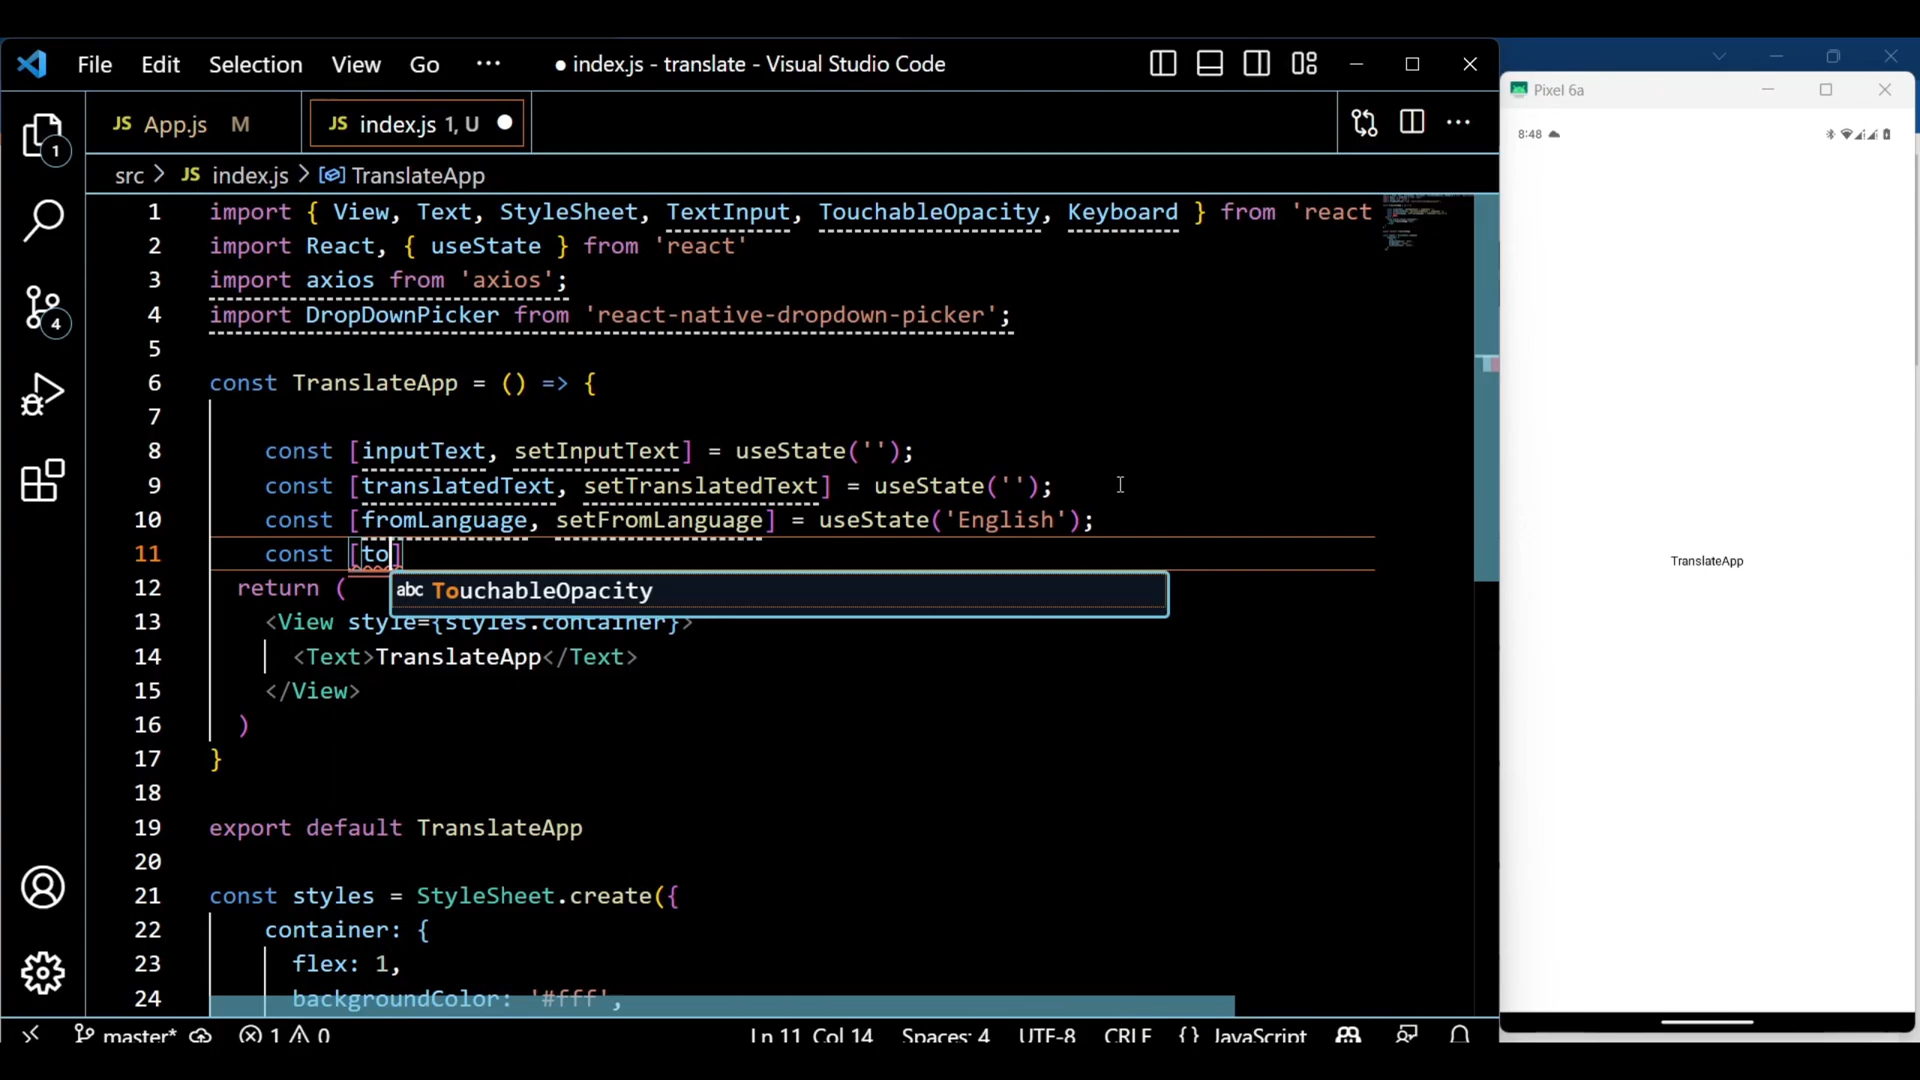 File Edit Selection View Go ··· ● index.js - translate - Visual Studio Code
Pixel 6a
8:48
JS App.js M JS index.js 1, U
src > JS index.js > TranslateApp
1 import { View, Text, StyleSheet, TextInput, TouchableOpacity, Keyboard } from 'react
2 import React, { useState } from 'react'
3 import axios from 'axios';
4 import DropDownPicker from 'react-native-dropdown-picker';
5
6 const TranslateApp = () => {
7
8 const [inputText, setInputText] = useState('');
9 const [translatedText, setTranslatedText] = useState('');
10 const [fromLanguage, setFromLanguage] = useState('English');
11 const [to]
abc TouchableOpacity
12 return (
13 <View style={styles.container}>
14 <Text>TranslateApp</Text>
15 </View>
16 )
17 }
18
19 export default TranslateApp
20
21 const styles = StyleSheet.create({
22 container: {
23 flex: 1,
24 backgroundColor: '#fff',
1
4
TranslateApp
master* 1 0 Ln 11 Col 14 Spaces: 4 UTF-8 CRLF {} JavaScript